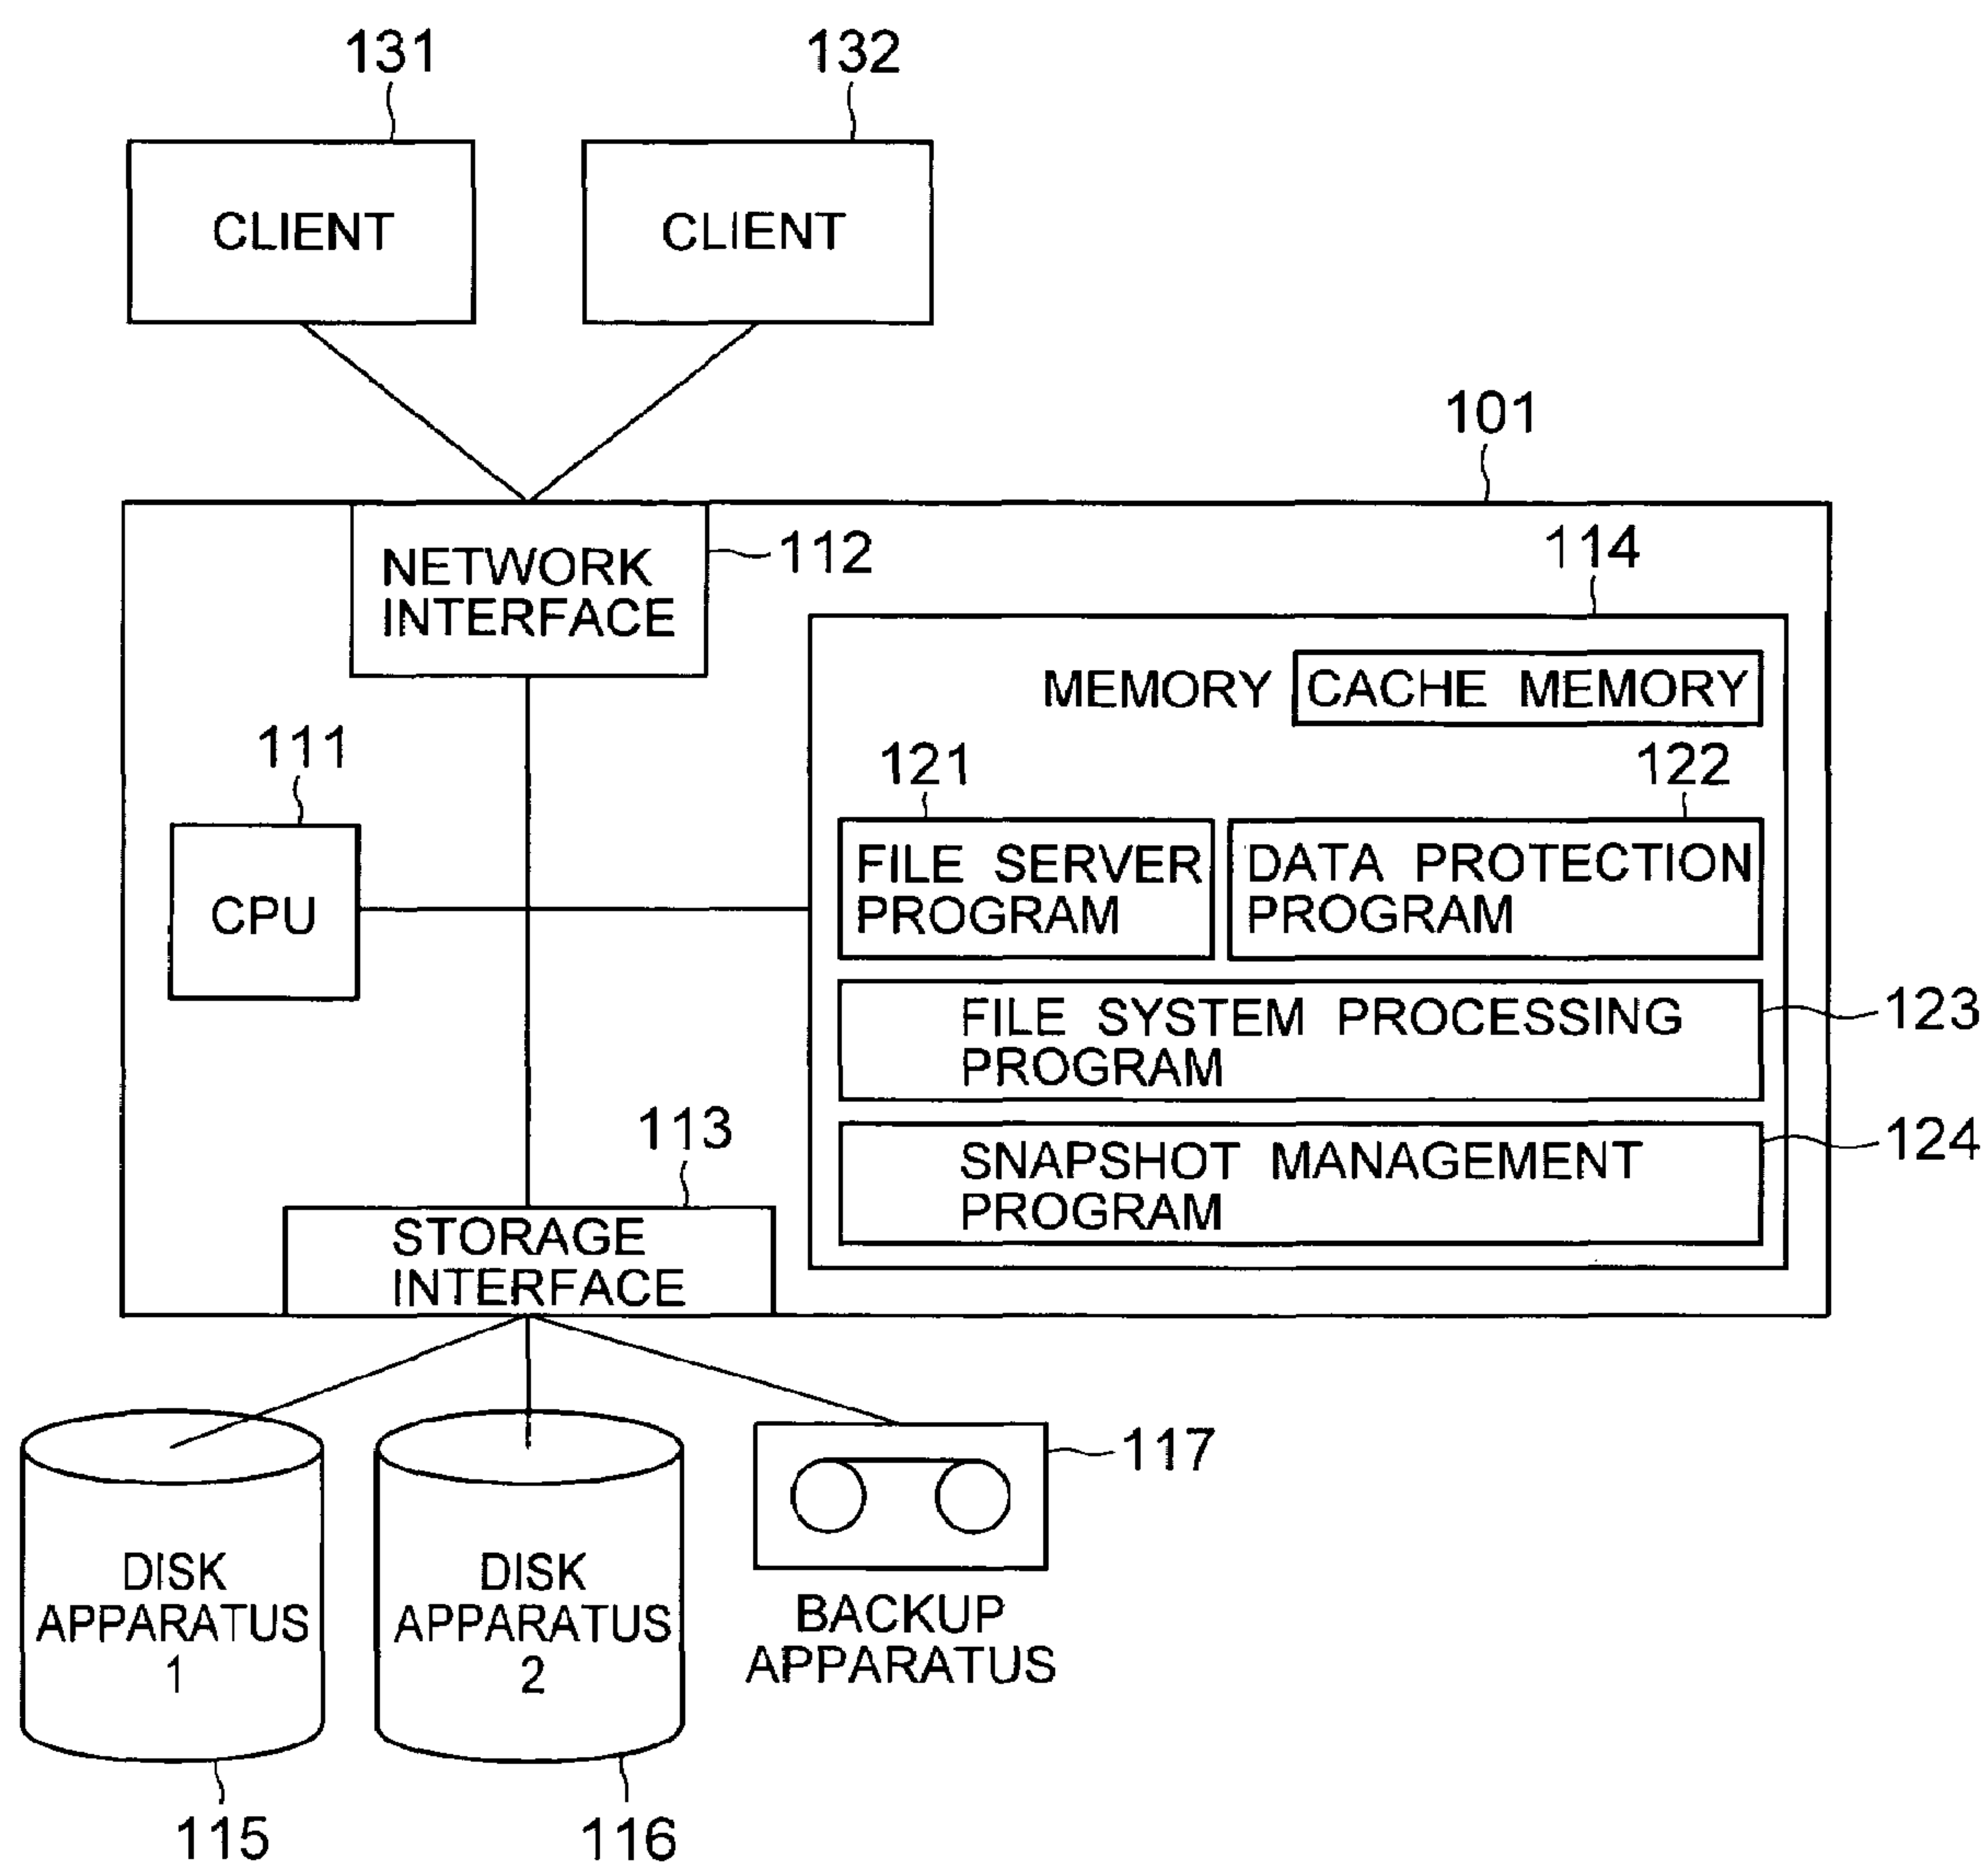 131
132
CLIENT
CLIENT
101
NETWORK
INTERFACE
112
114
MEMORY
CACHE MEMORY
111
121
122
CPU
FILE SERVER
PROGRAM
DATA PROTECTION
PROGRAM
FILE SYSTEM PROCESSING
PROGRAM
123
113
SNAPSHOT MANAGEMENT
PROGRAM
124
STORAGE
INTERFACE
117
DISK
APPARATUS
1
DISK
APPARATUS
2
BACKUP
APPARATUS
115
116